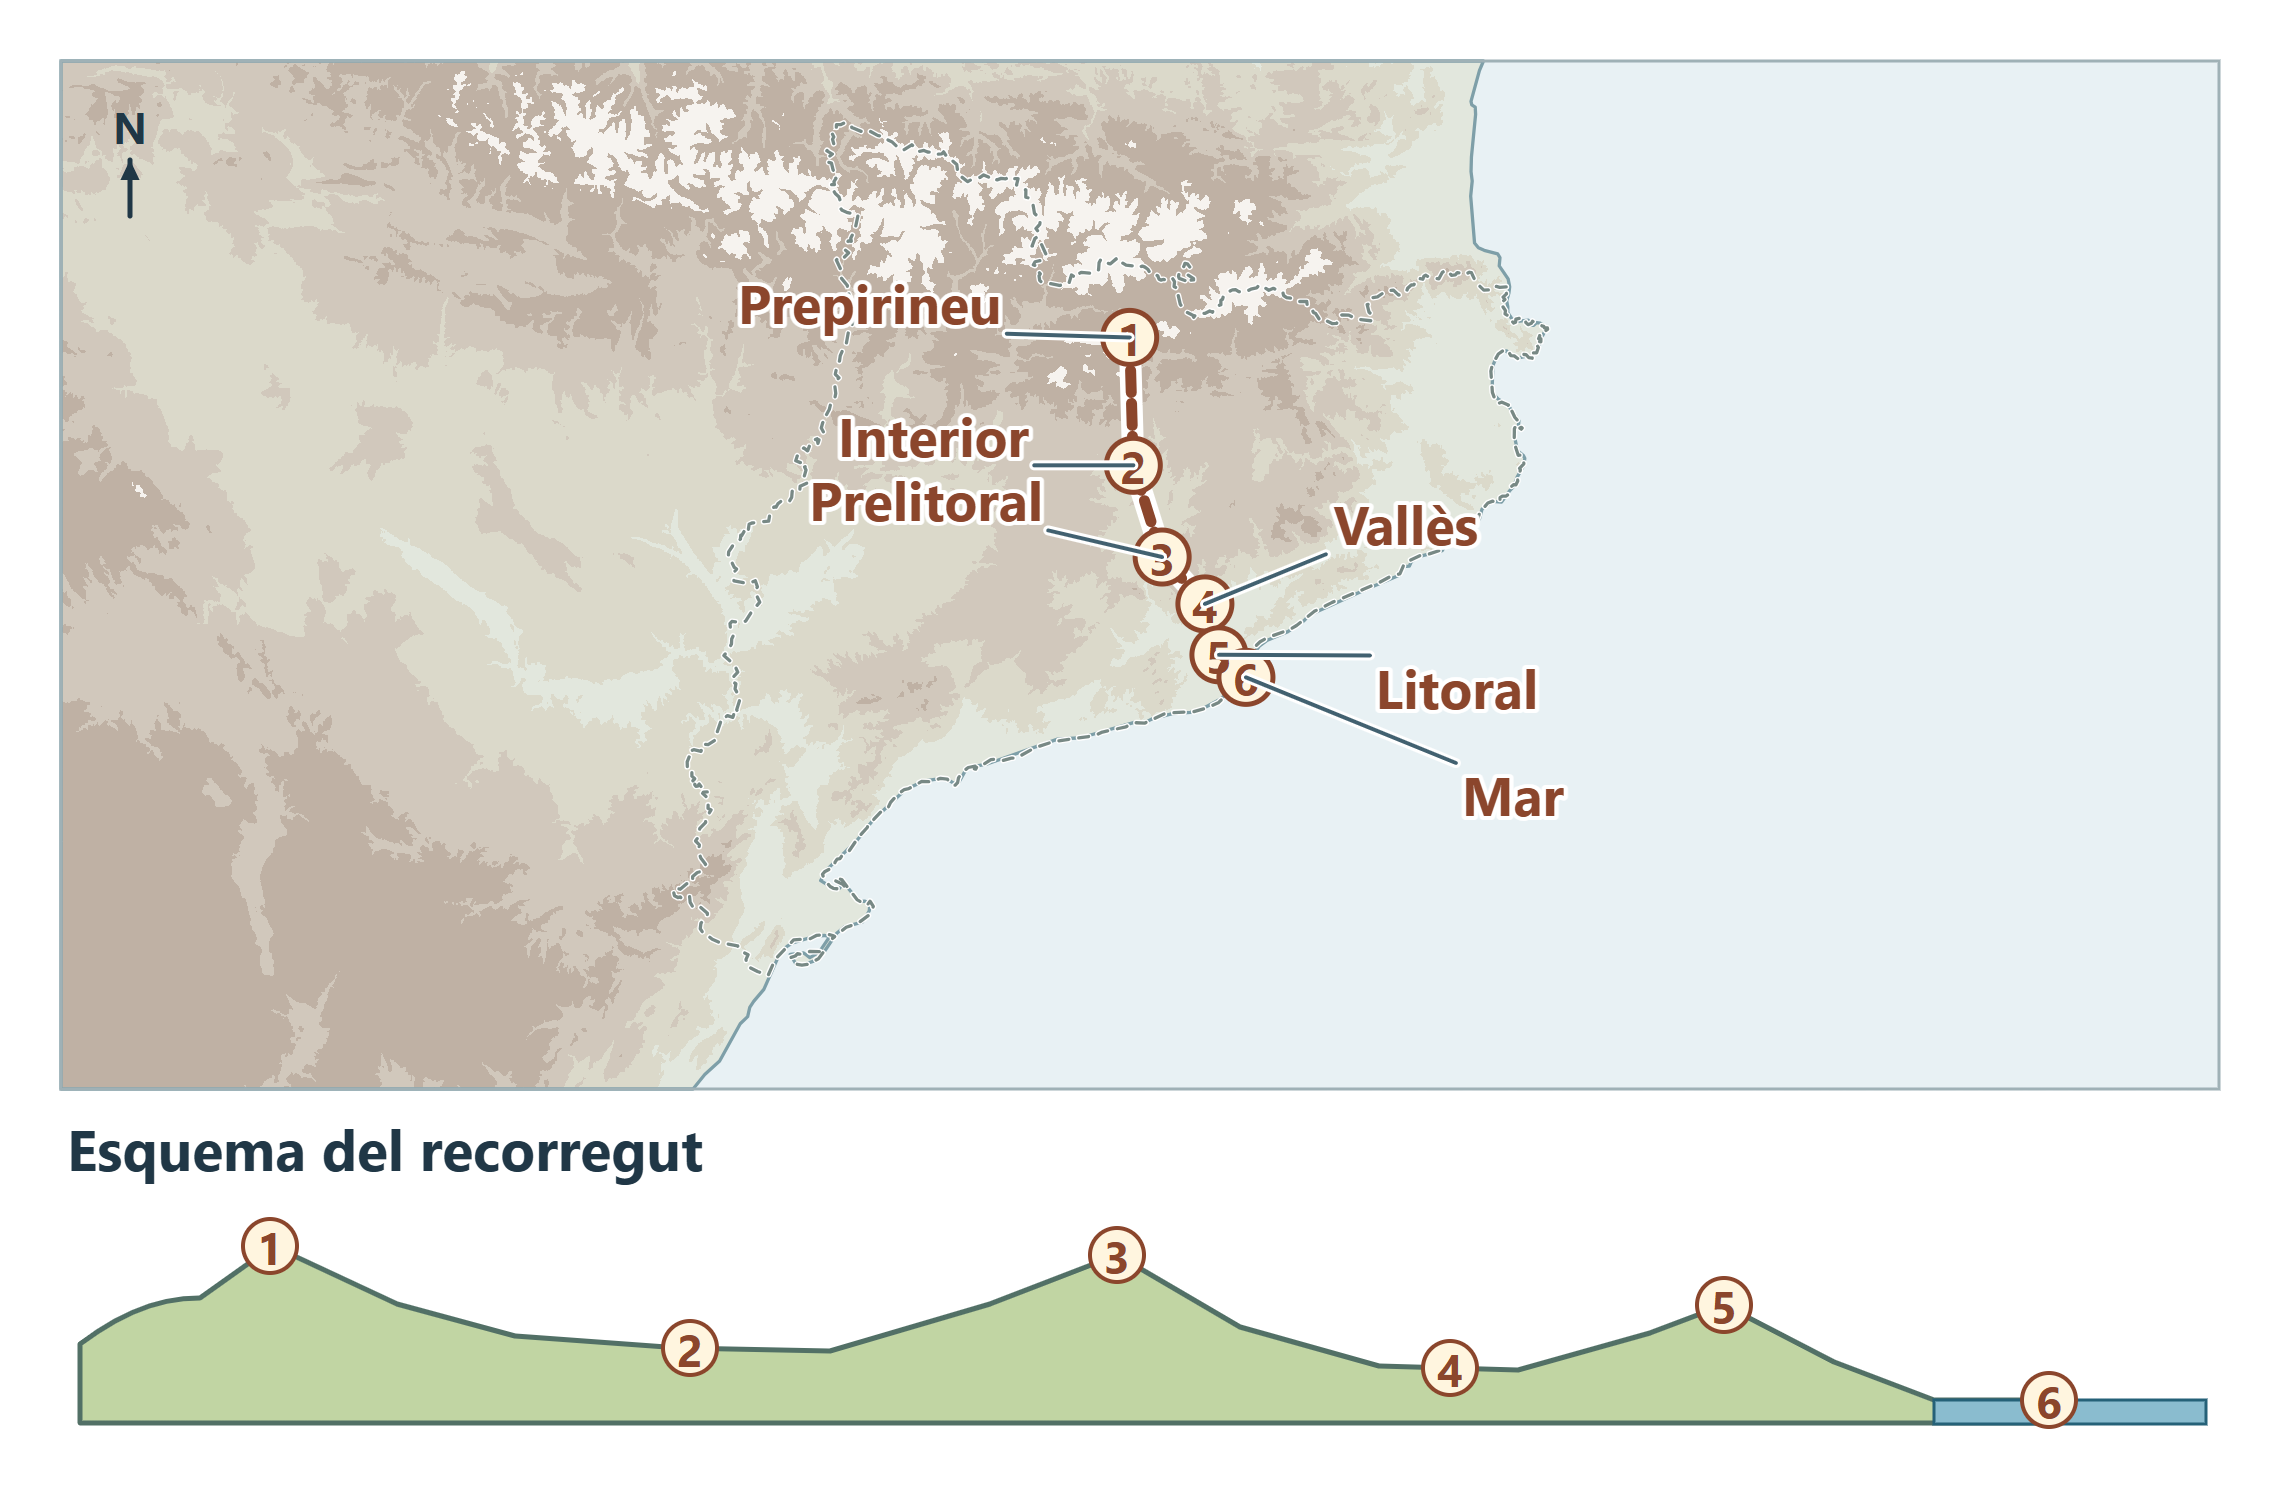 N
Prepirineu
1
Interior
2
Prelitoral
3
Vallès
4
5
Litoral
6
Mar
Esquema del recorregut
1
2
3
4
5
6